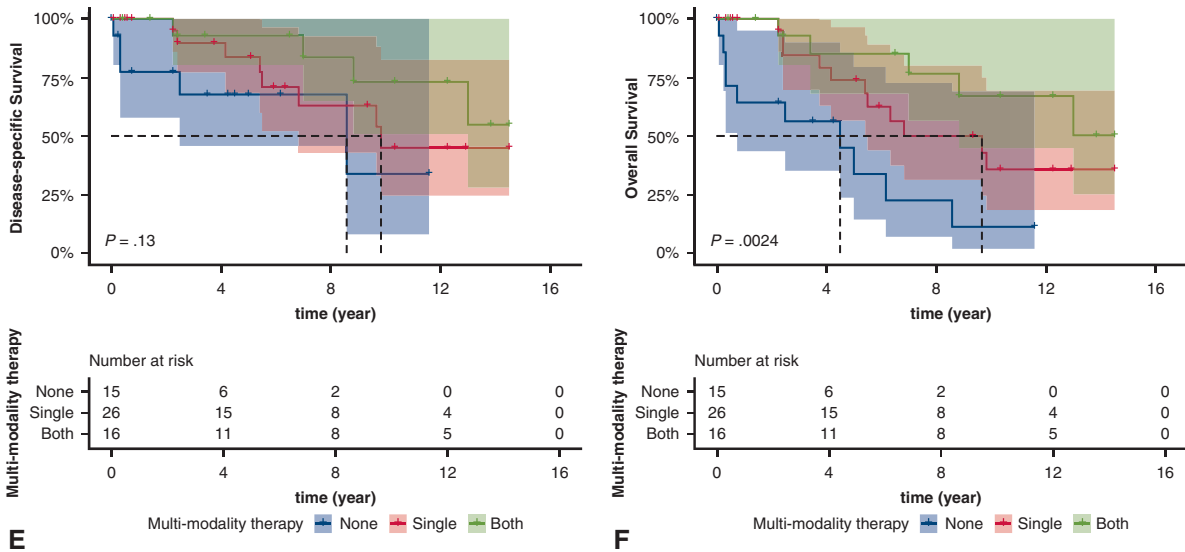 100%
75%
50%
25%
0%
Disease-specific Survival
P = .13
0 4 8 12 16
time (year)
Multi-modality therapy
Number at risk
None 15 6 2 0 0
Single 26 15 8 4 0
Both 16 11 8 5 0
0 4 8 12 16
time (year)
Multi-modality therapy None Single Both
E
100%
75%
50%
25%
0%
Overall Survival
P = .0024
0 4 8 12 16
time (year)
Multi-modality therapy
Number at risk
None 15 6 2 0 0
Single 26 15 8 4 0
Both 16 11 8 5 0
0 4 8 12 16
time (year)
Multi-modality therapy None Single Both
F